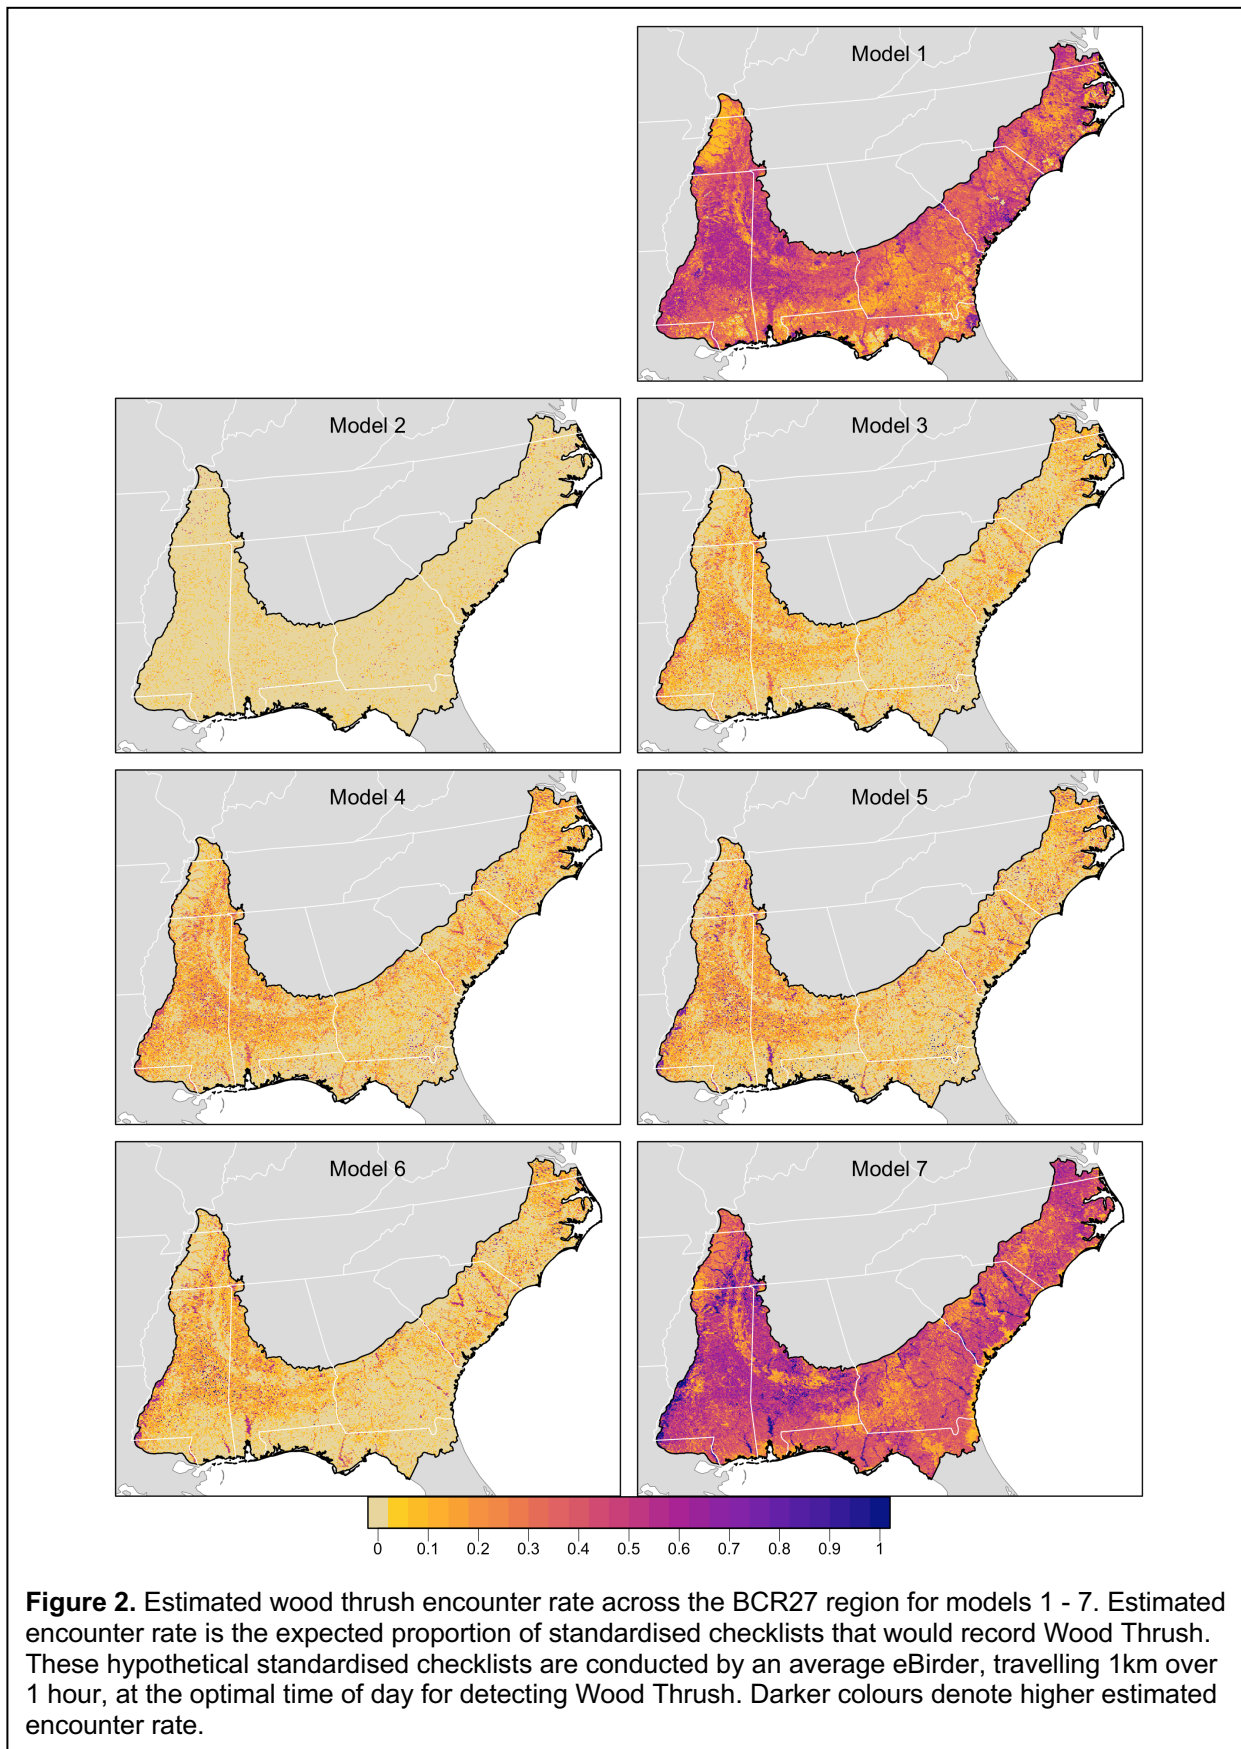 Model 1
Model 2
Model 3
Model 4
Model 5
Model 6
Model 7
0 0.1 0.2 0.3 0.4 0.5 0.6 0.7 0.8 0.9 1
Figure 2. Estimated wood thrush encounter rate across the BCR27 region for models 1 - 7. Estimated
encounter rate is the expected proportion of standardised checklists that would record Wood Thrush.
These hypothetical standardised checklists are conducted by an average eBirder, travelling 1km over
1 hour, at the optimal time of day for detecting Wood Thrush. Darker colours denote higher estimated
encounter rate.